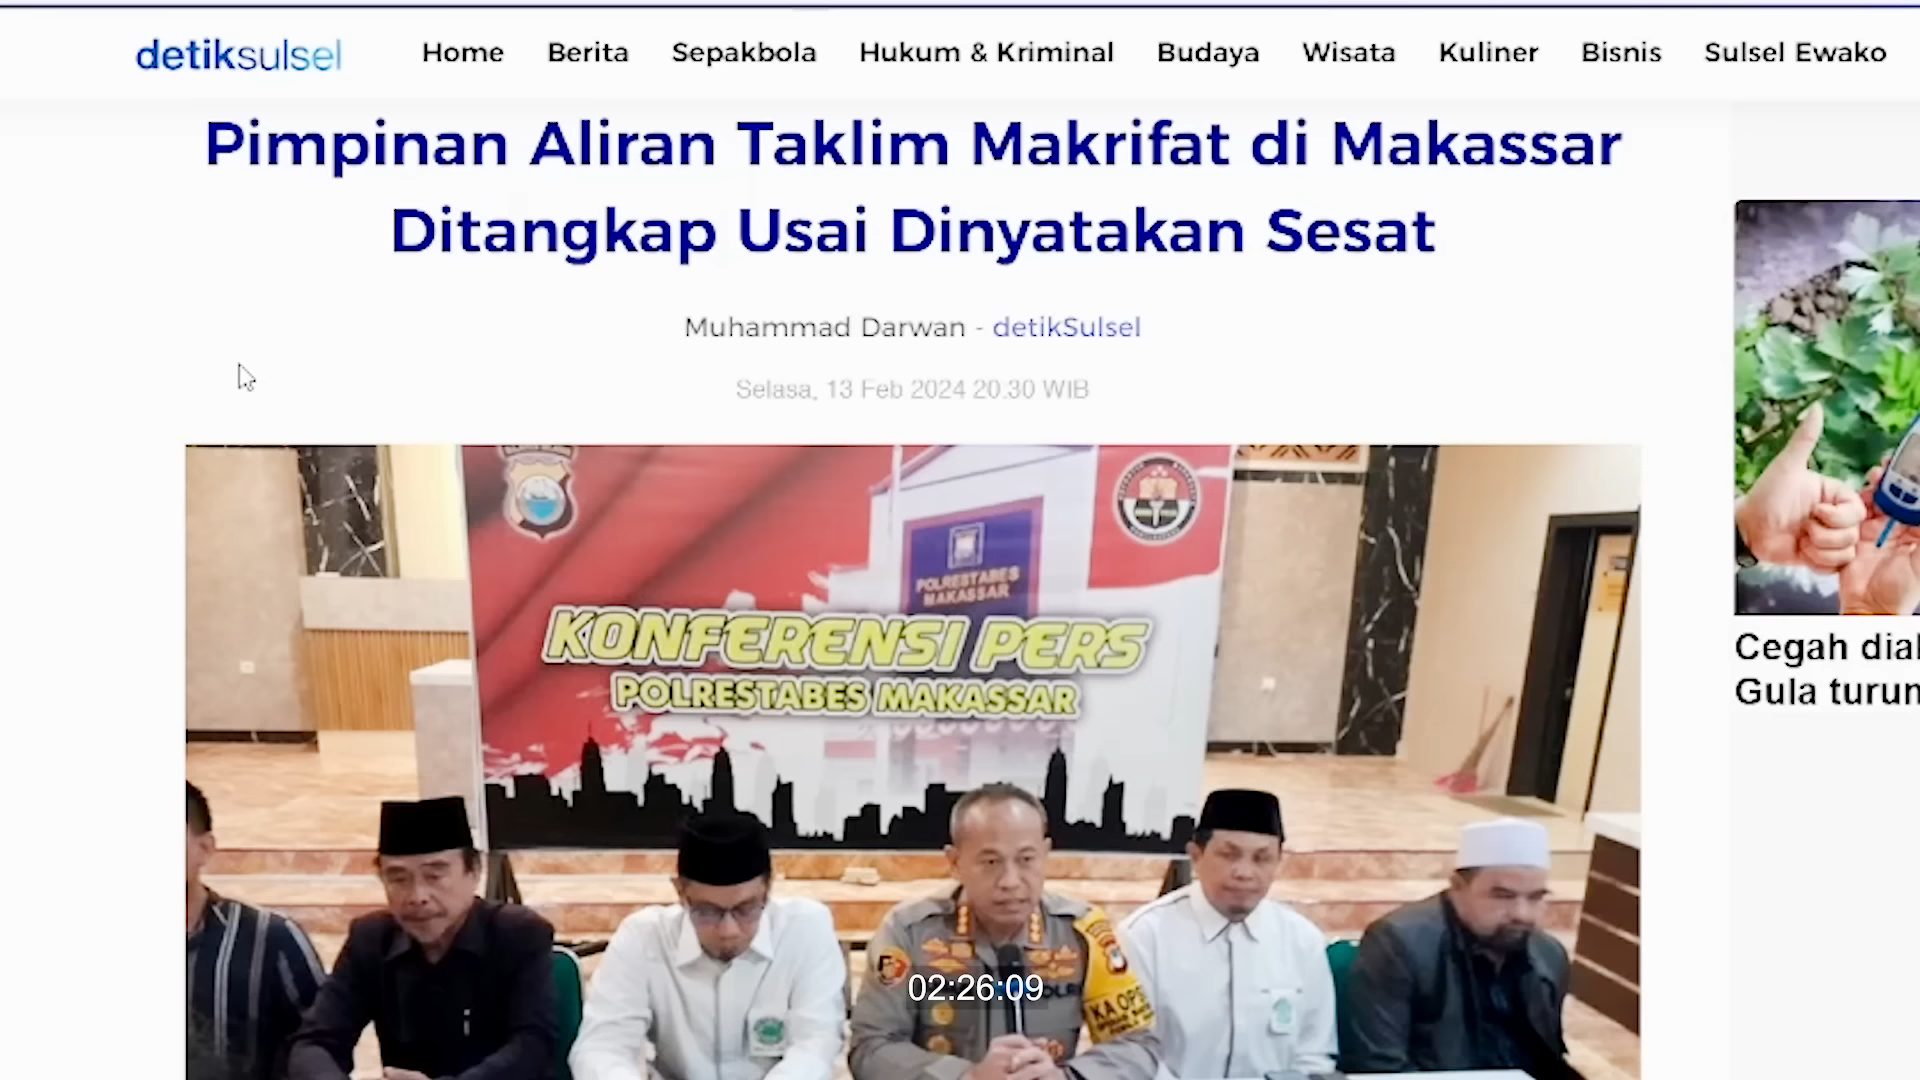 detiksulsel Home Berita Sepakbola Hukum & Kriminal Budaya Wisata Kuliner Bisnis Sulsel Ewako
Pimpinan Aliran Taklim Makrifat di Makassar
Ditangkap Usai Dinyatakan Sesat
Muhammad Darwan - detikSulsel
Selasa, 13 Feb 2024 20.30 WIB
POLRESTABES
MAKASSAR
KONFERENSI PERS
POLRESTABES MAKASSAR
Cegah
Gula
02:26:09
KA OPS